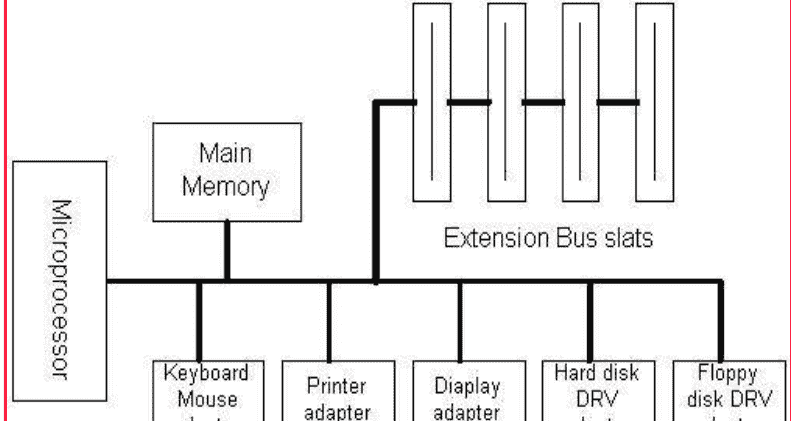 Main
Memory
Microprocessor
Extension Bus slats
Keyboard
Mouse
Printer
adapter
Diaplay
adapter
Hard disk
DRV
Floppy
disk DRV